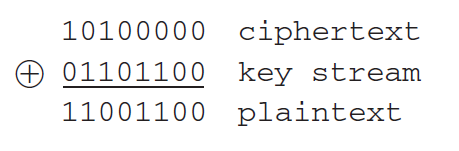 10100000 ciphertext
⊕ 01101100 key stream
11001100 plaintext